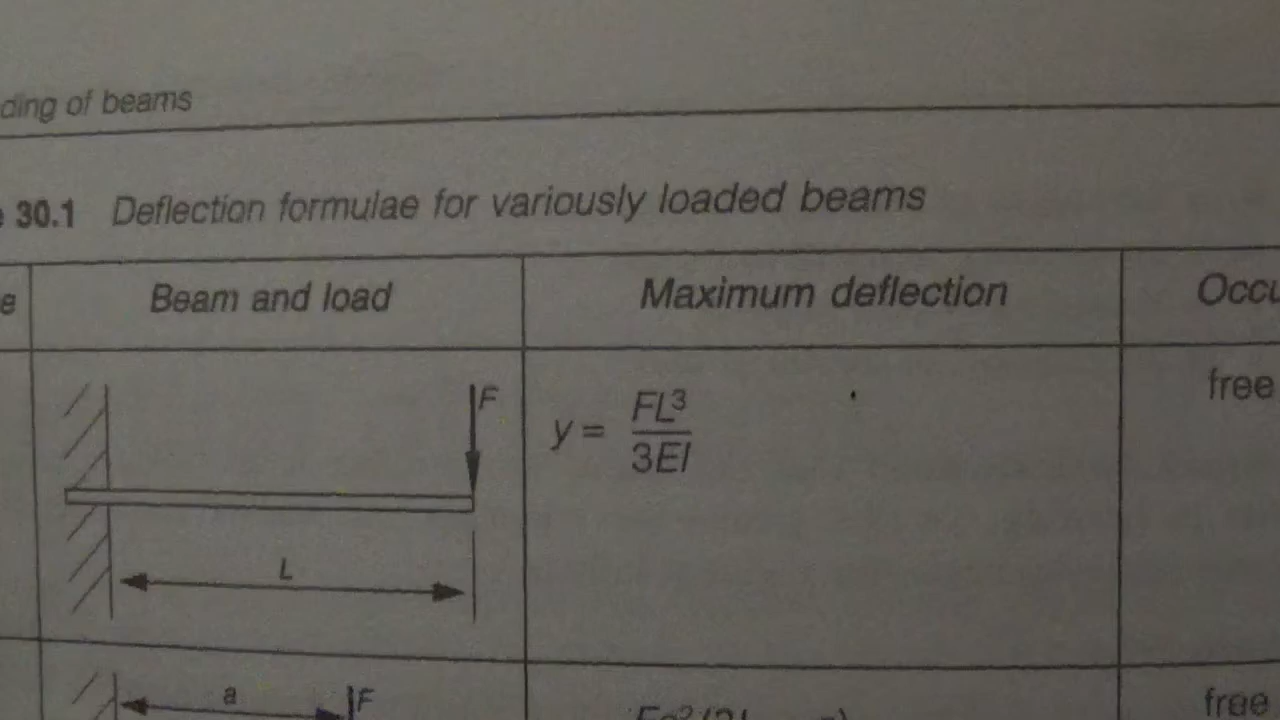 ding of beams
30.1 Deflection formulae for variously loaded beams
Beam and load Maximum deflection
F
y = FL³/3EI
free
L
a
F
free